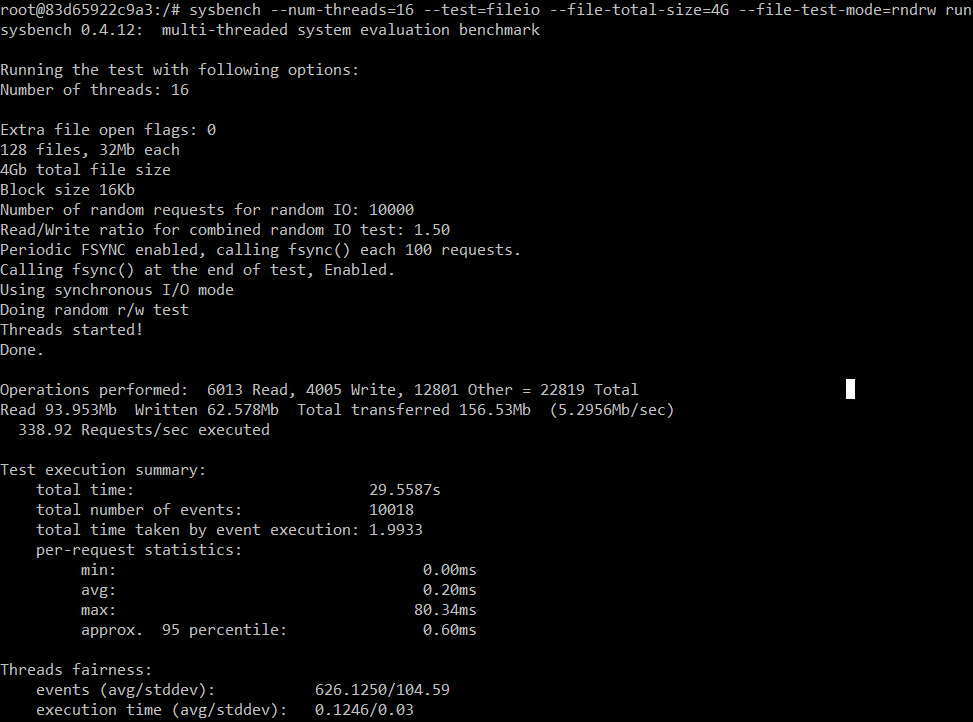 root@83d65922c9a3:/# sysbench --num-threads=16 --test=fileio --file-total-size=4G --file-test-mode=rndrw run
sysbench 0.4.12:  multi-threaded system evaluation benchmark

Running the test with following options:
Number of threads: 16

Extra file open flags: 0
128 files, 32Mb each
4Gb total file size
Block size 16Kb
Number of random requests for random IO: 10000
Read/Write ratio for combined random IO test: 1.50
Periodic FSYNC enabled, calling fsync() each 100 requests.
Calling fsync() at the end of test, Enabled.
Using synchronous I/O mode
Doing random r/w test
Threads started!
Done.

Operations performed:  6013 Read, 4005 Write, 12801 Other = 22819 Total
Read 93.953Mb  Written 62.578Mb  Total transferred 156.53Mb  (5.2956Mb/sec)
  338.92 Requests/sec executed

Test execution summary:
    total time:                          29.5587s
    total number of events:              10018
    total time taken by event execution: 1.9933
    per-request statistics:
         min:                                  0.00ms
         avg:                                  0.20ms
         max:                                 80.34ms
         approx.  95 percentile:               0.60ms

Threads fairness:
    events (avg/stddev):           626.1250/104.59
    execution time (avg/stddev):   0.1246/0.03